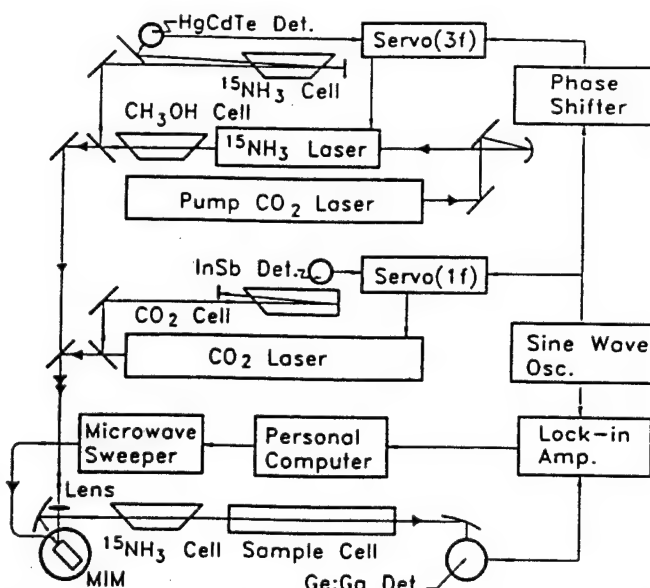 HgCdTe Det.
Servo(3f)
¹⁵NH₃ Cell
Phase
Shifter
CH₃OH Cell
¹⁵NH₃ Laser
Pump CO₂ Laser
InSb Det.
Servo(1f)
CO₂ Cell
CO₂ Laser
Sine Wave
Osc.
Microwave
Sweeper
Personal
Computer
Lock-in
Amp.
Lens
¹⁵NH₃ Cell
Sample Cell
MIM
Ge:Ga Det.